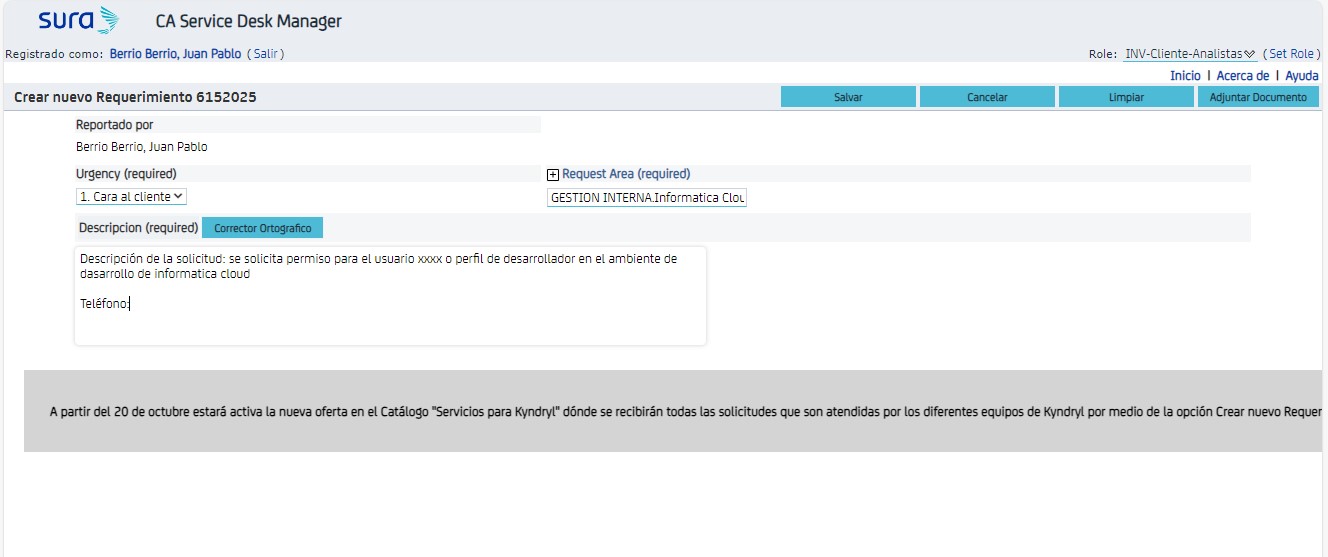 sura CA Service Desk Manager
Registrado como: Berrio Berrio, Juan Pablo ( Salir ) Role: INV-Cliente-Analistas ( Set Role )
Inicio | Acerca de | Ayuda
Crear nuevo Requerimiento 6152025 Salvar Cancelar Limpiar Adjuntar Documento
Reportado por
Berrio Berrio, Juan Pablo
Urgency (required) Request Area (required)
1. Cara al cliente GESTION INTERNA.Informatica Clou
Descripcion (required) Corrector Ortografico
Descripción de la solicitud: se solicita permiso para el usuario xxxx o perfil de desarrollador en el ambiente de
dasarrollo de informatica cloud
Teléfono:
A partir del 20 de octubre estará activa la nueva oferta en el Catálogo "Servicios para Kyndryl" dónde se recibirán todas las solicitudes que son atendidas por los diferentes equipos de Kyndryl por medio de la opción Crear nuevo Requer